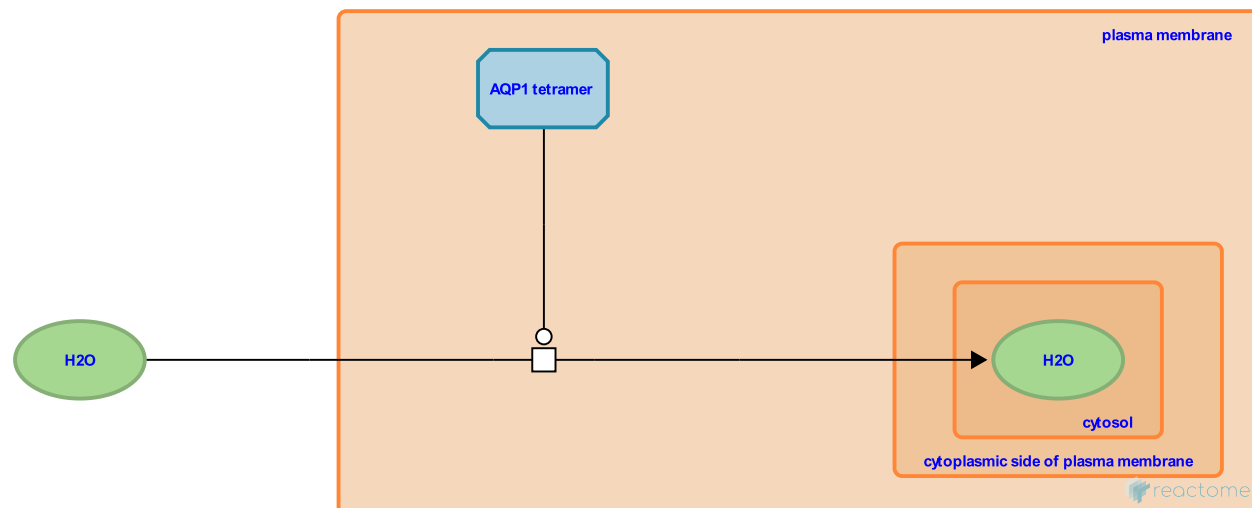 plasma membrane
AQP1 tetramer
H2O
H2O
cytosol
cytoplasmic side of plasma membrane
reactome